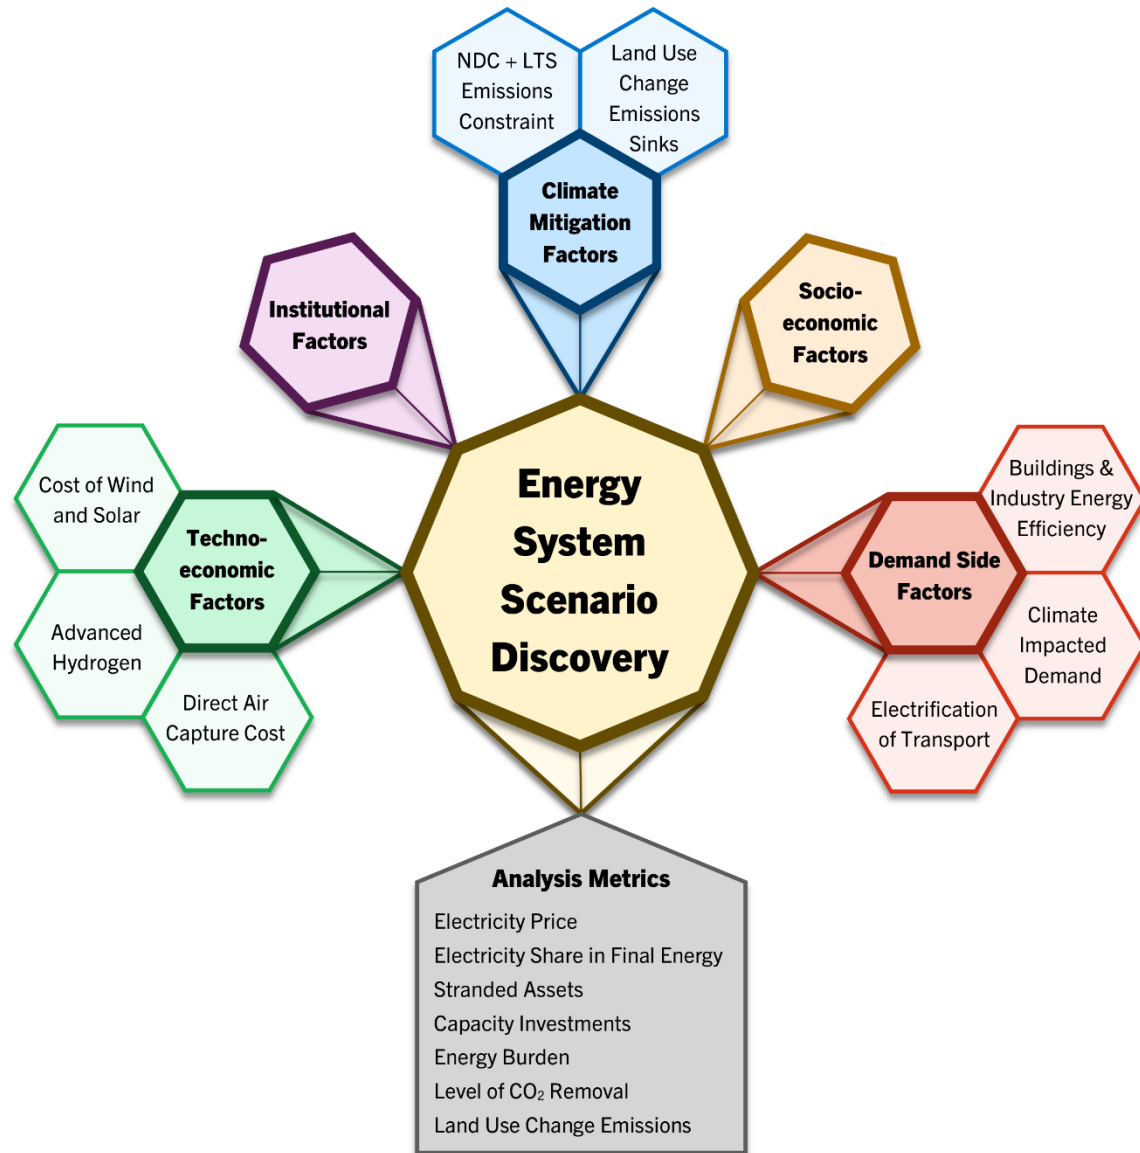 NDC + LTS
Emissions
Constraint
Land Use
Change
Emissions
Sinks
Climate
Mitigation
Factors
Institutional
Factors
Socio-
economic
Factors
Cost of Wind
and Solar
Techno-
economic
Factors
Advanced
Hydrogen
Direct Air
Capture Cost
Energy
System
Scenario
Discovery
Buildings &
Industry Energy
Efficiency
Demand Side
Factors
Climate
Impacted
Demand
Electrification
of Transport
Analysis Metrics
Electricity Price
Electricity Share in Final Energy
Stranded Assets
Capacity Investments
Energy Burden
Level of CO₂ Removal
Land Use Change Emissions